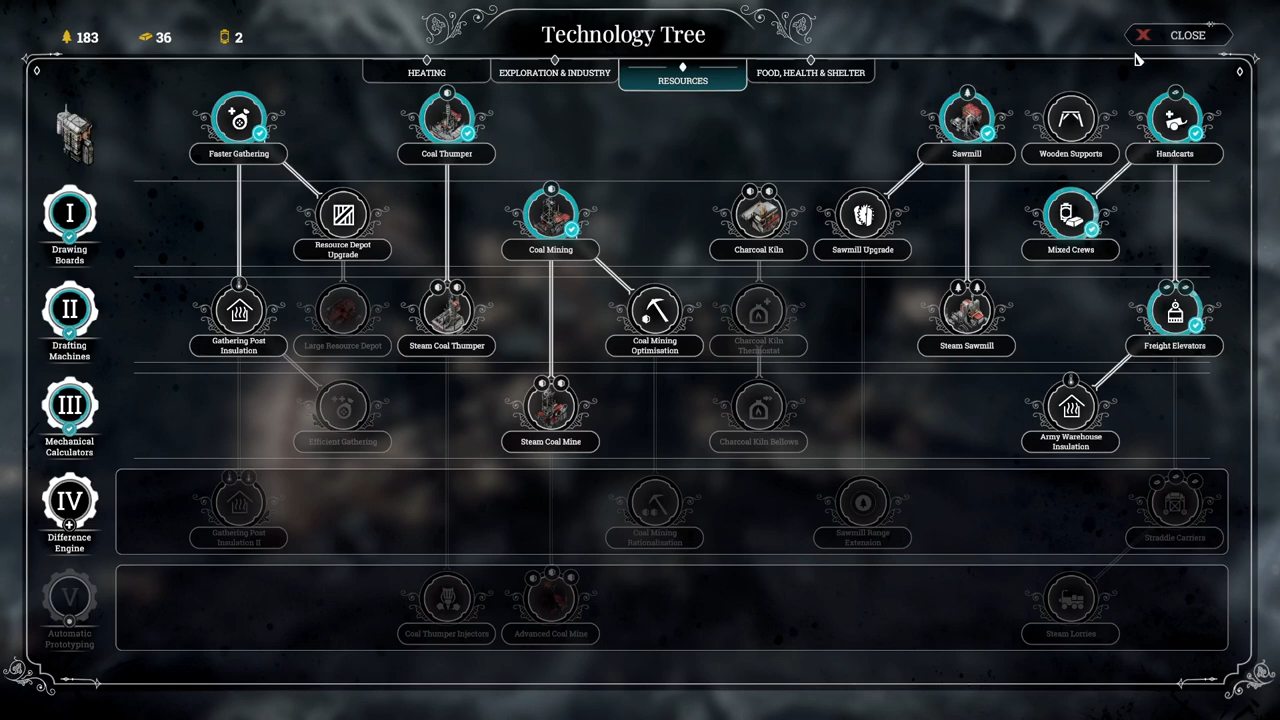 183 36 2
Technology Tree
CLOSE
HEATING EXPLORATION & INDUSTRY RESOURCES FOOD, HEALTH & SHELTER
Faster Gathering Coal Thumper Sawmill Wooden Supports Handcarts
I
Drawing
Boards
Resource Depot
Upgrade
Coal Mining Charcoal Kiln Sawmill Upgrade Mixed Crews
II
Drafting
Machines
Gathering Post
Insulation
Large Resource Depot Steam Coal Thumper
Coal Mining
Optimisation
Charcoal Kiln
Thermostat
Steam Sawmill Freight Elevators
III
Mechanical
Calculators
Efficient Gathering Steam Coal Mine Charcoal Kiln Bellows
Army Warehouse
Insulation
IV
Difference
Engine
Gathering Post
Insulation II
Coal Mining
Rationalisation
Sawmill Range
Extension
Straddle Carriers
V
Automatic
Prototyping
Coal Thumper Injectors Advanced Coal Mine Steam Lorries